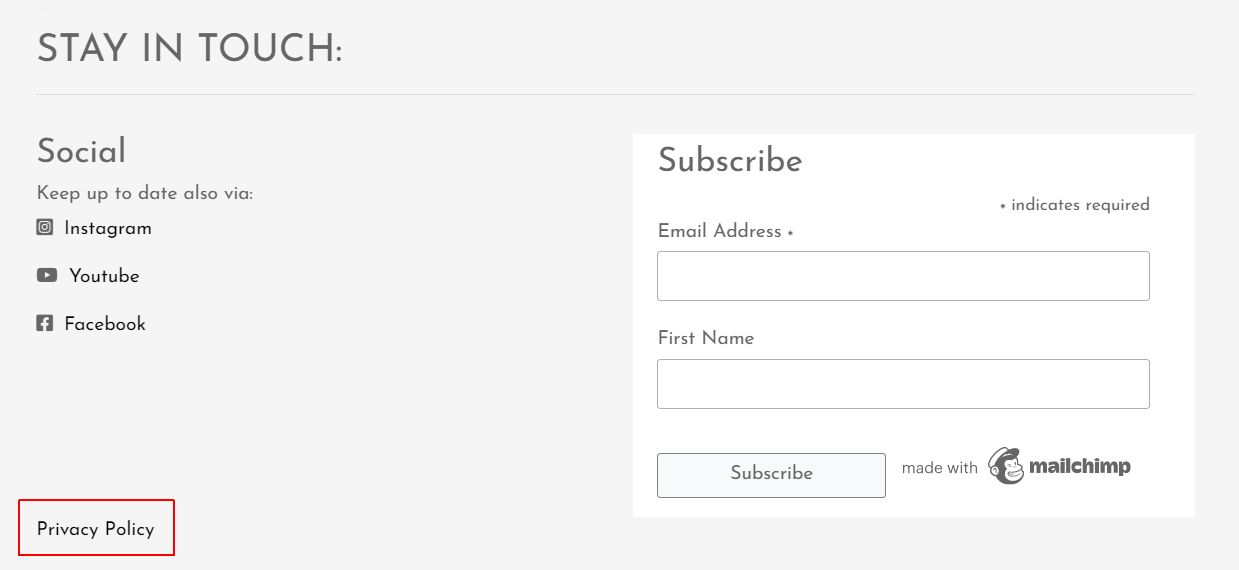 STAY IN TOUCH:
Social
Keep up to date also via:
Instagram
Youtube
Facebook
Privacy Policy
Subscribe
* indicates required
Email Address *
First Name
Subscribe
made with mailchimp